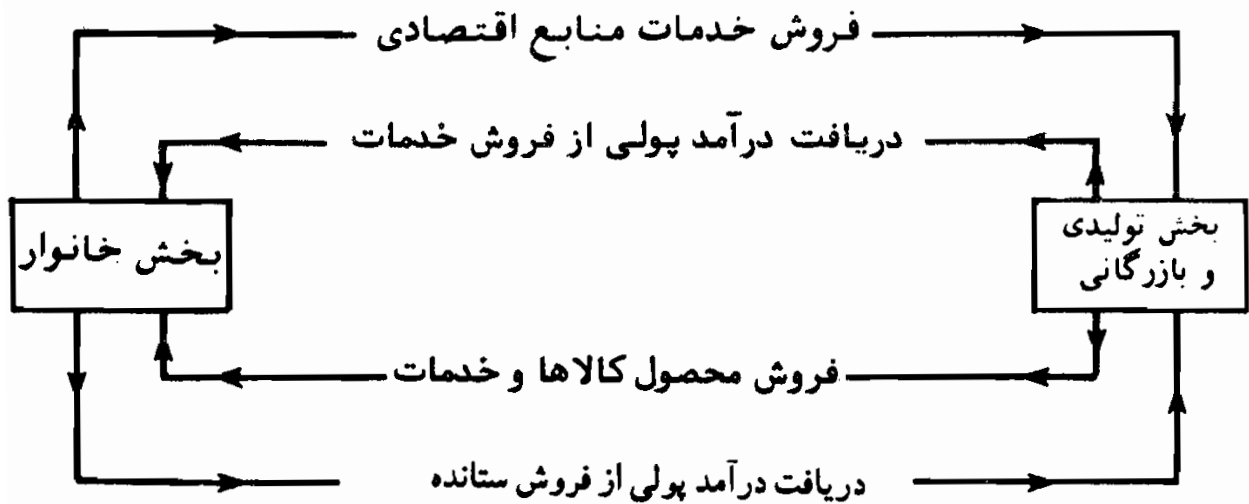 فروش خدمات منابع اقتصادی
دریافت درآمد پولی از فروش خدمات
بخش تولیدی
و بازرگانی
بخش خانوار
فروش محصول کالاها و خدمات
دریافت درآمد پولی از فروش ستانده